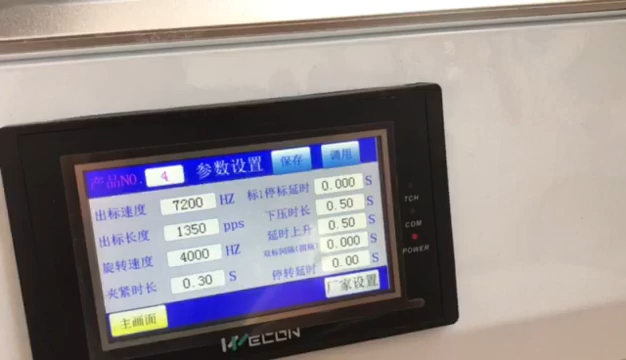 产品NO. 4 参数设置 保存 调用
出标速度 7200 HZ 标1停标延时 0.000 S
出标长度 1350 pps 下压时长 0.50 S
旋转速度 4000 HZ 延时上升 0.50 S
夹紧时长 0.30 S 0.000 S
停转延时 0.00 S
主画面 厂家设置
WECON
TCH
COM
POWER